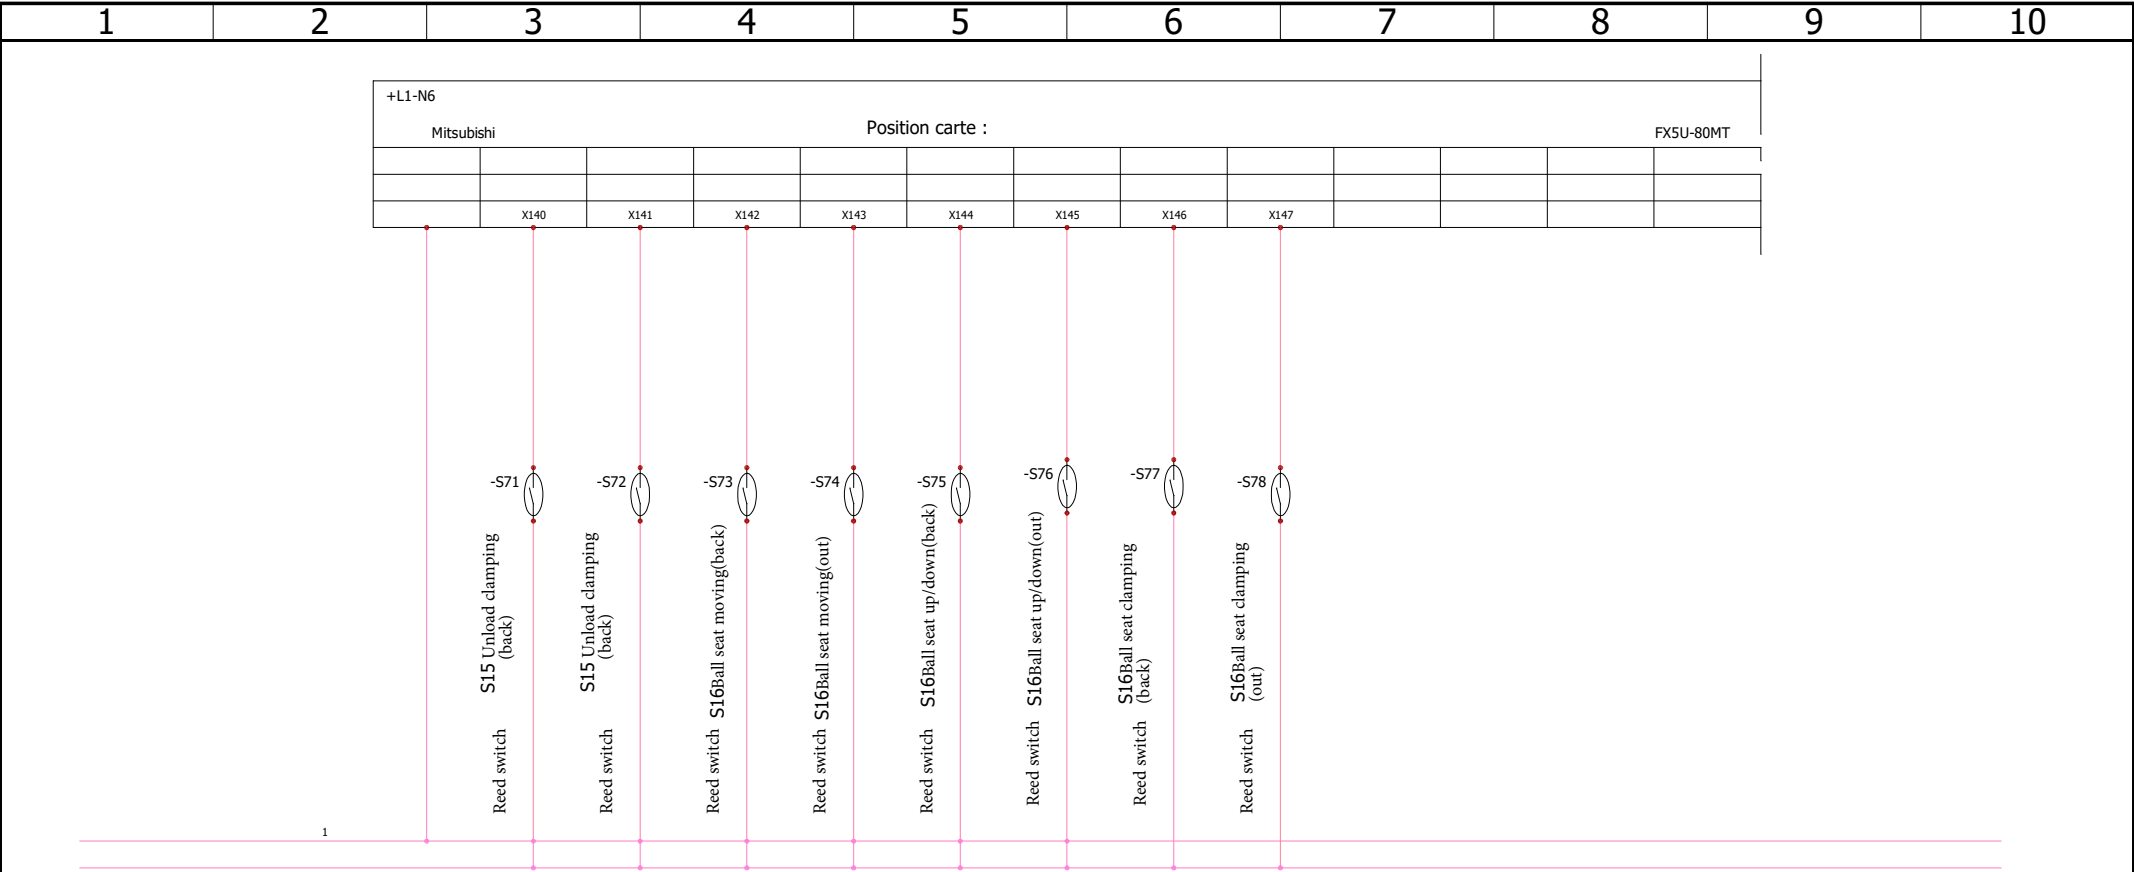 1 2 3 4 5 6 7 8 9 10
+L1-N6
Mitsubishi Position carte : FX5U-80MT
X140 X141 X142 X143 X144 X145 X146 X147
-S71 -S72 -S73 -S74 -S75 -S76 -S77 -S78
Reed switch S15 Unload clamping
(back)
Reed switch S15 Unload clamping
(back)
Reed switch S16Ball seat moving(back)
Reed switch S16Ball seat moving(out)
Reed switch S16Ball seat up/down(back)
Reed switch S16Ball seat up/down(out)
Reed switch S16Ball seat clamping
(back)
Reed switch S16Ball seat clamping
(out)
1